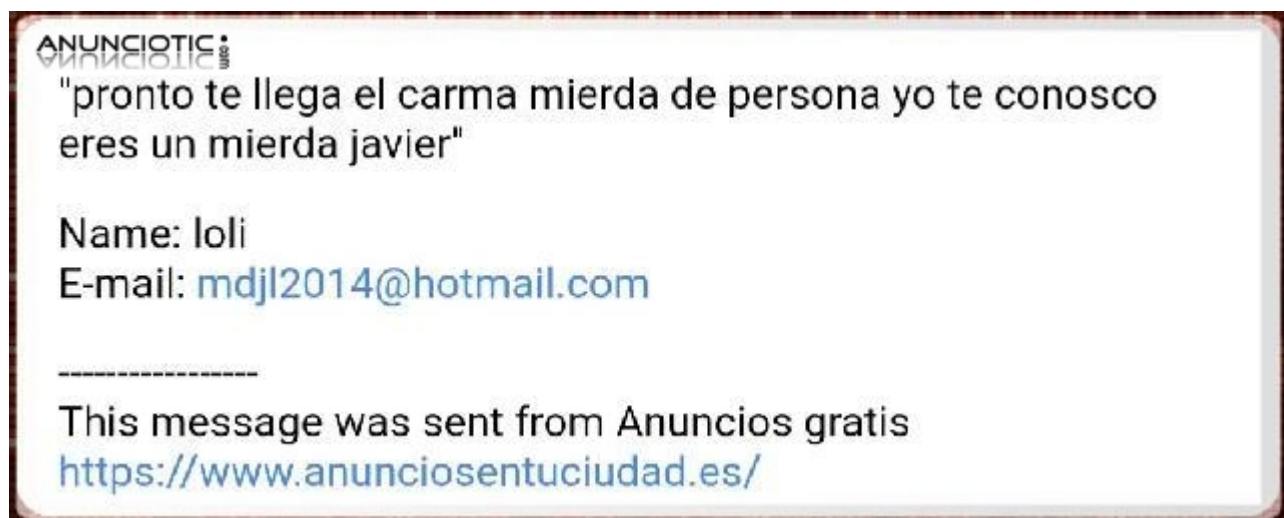 ANUNCIOTIC.com
"pronto te llega el carma mierda de persona yo te conosco
eres un mierda javier"
Name: loli
E-mail: mdjl2014@hotmail.com
-----------------
This message was sent from Anuncios gratis
https://www.anunciosentuciudad.es/